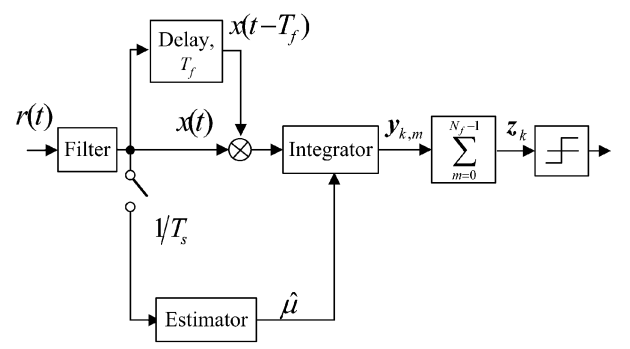 Delay,
T_f
x(t−T_f)
r(t)
Filter
x(t)
Integrator
y_{k,m}
N_f−1
∑
m=0
z_k
1/T_s
Estimator
μ̂